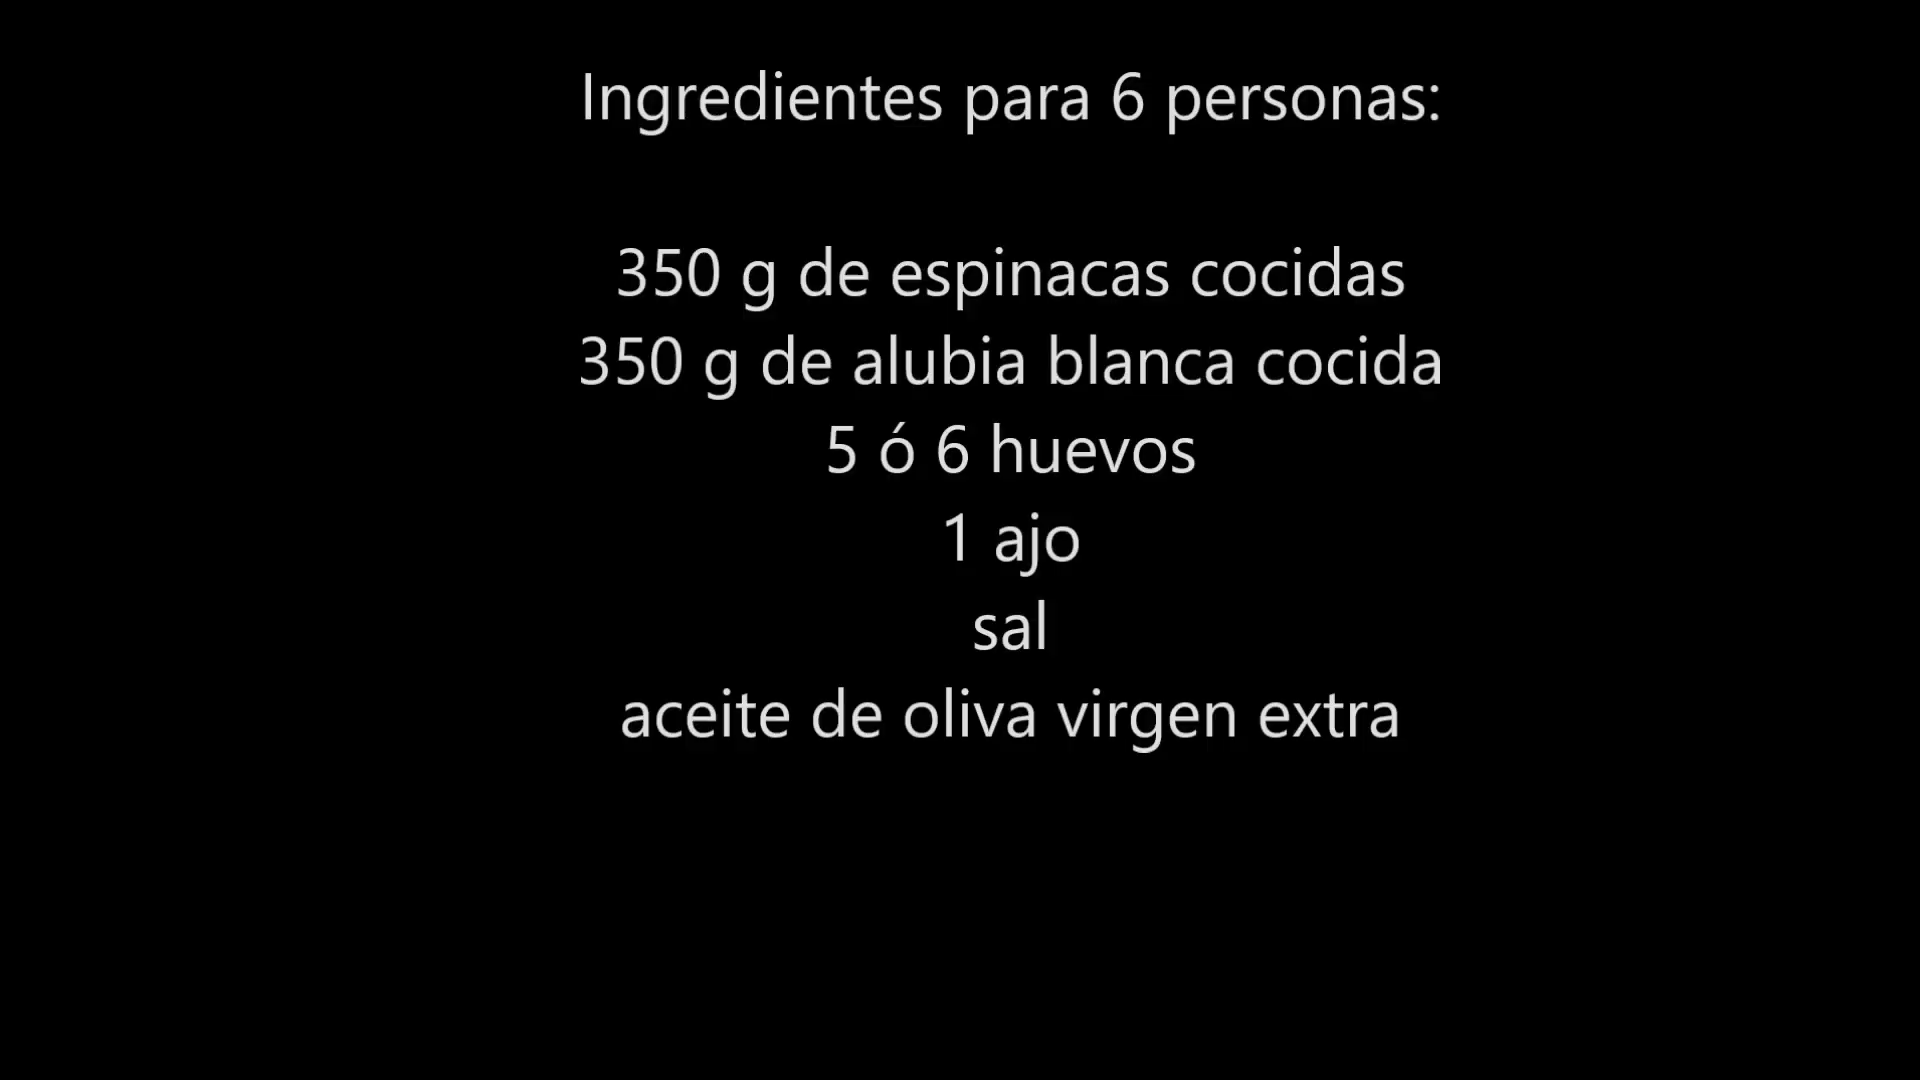 Ingredientes para 6 personas:
350 g de espinacas cocidas
350 g de alubia blanca cocida
5 ó 6 huevos
1 ajo
sal
aceite de oliva virgen extra